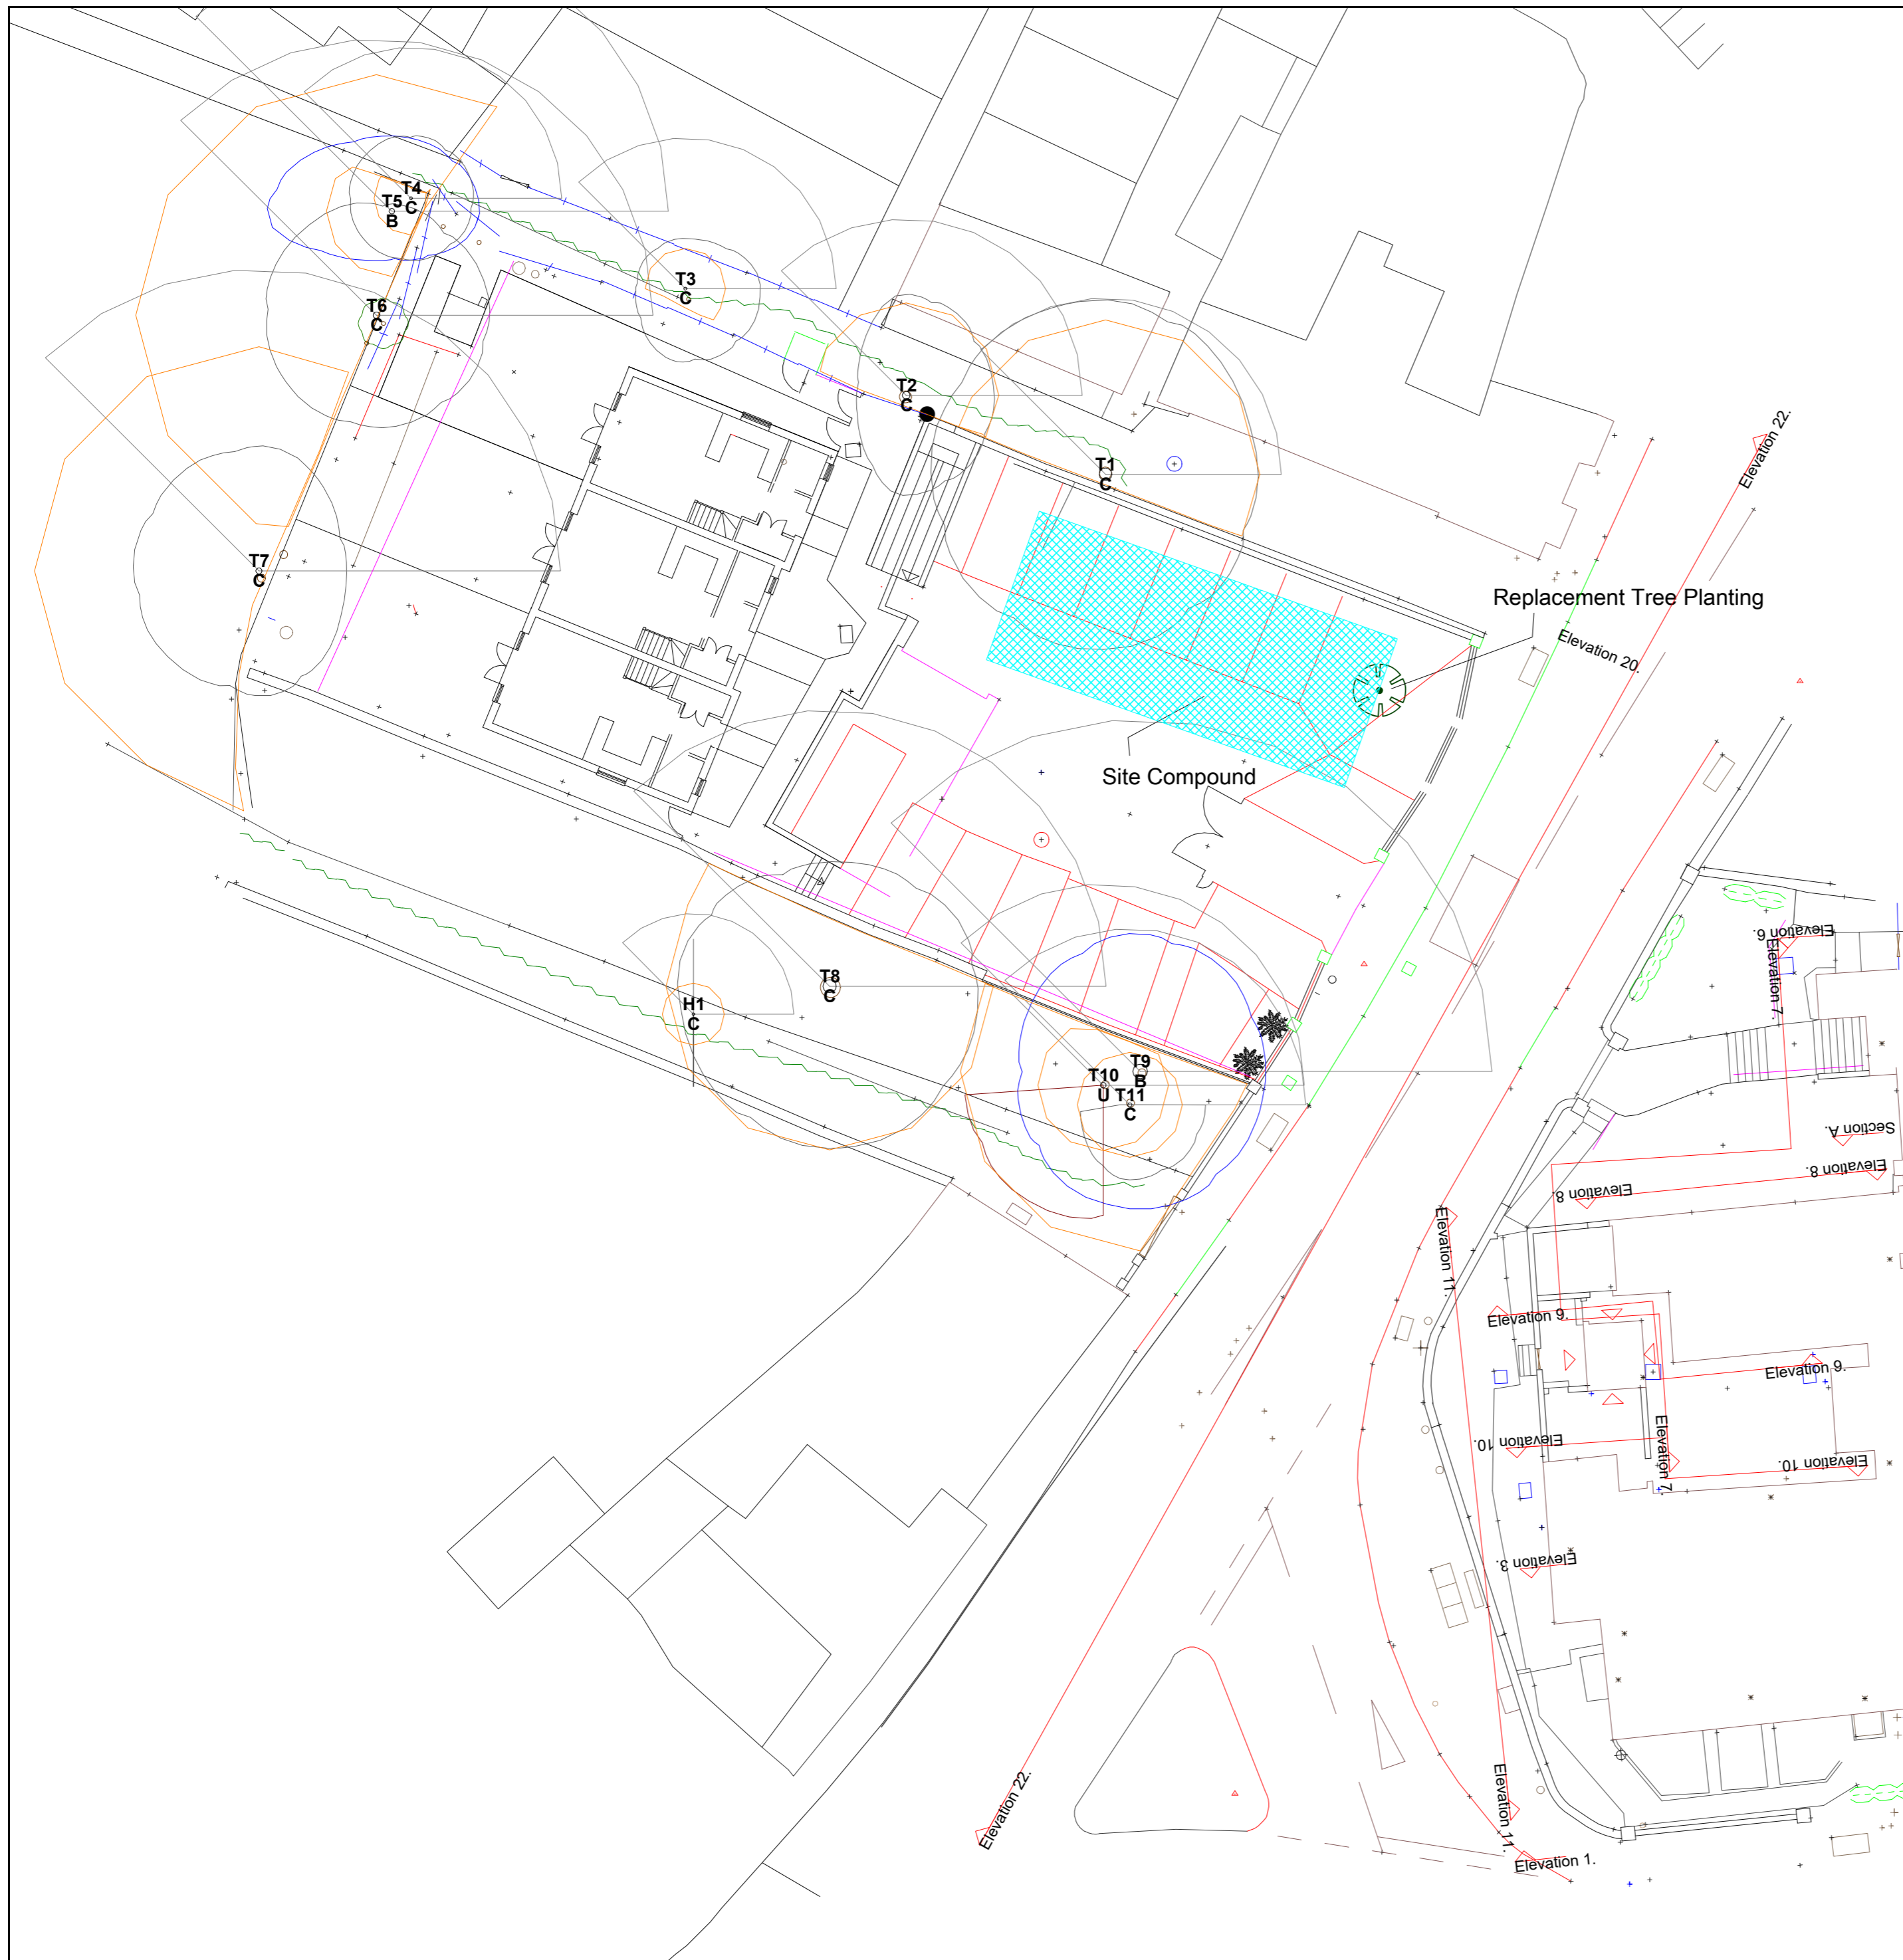 T4
C
T5
B
T3
C
T6
C
T2
C
T1
C
T7
C
Elevation 22.
Replacement Tree Planting
Elevation 20.
Site Compound
T8
C
H1
C
T9
B
T10
U
T11
C
Elevation 6.
Elevation 7.
Section A.
Elevation 8.
Elevation 8.
Elevation 11.
Elevation 9.
Elevation 9.
Elevation 10.
Elevation 7.
Elevation 10.
Elevation 3.
Elevation 22.
Elevation 11.
Elevation 1.